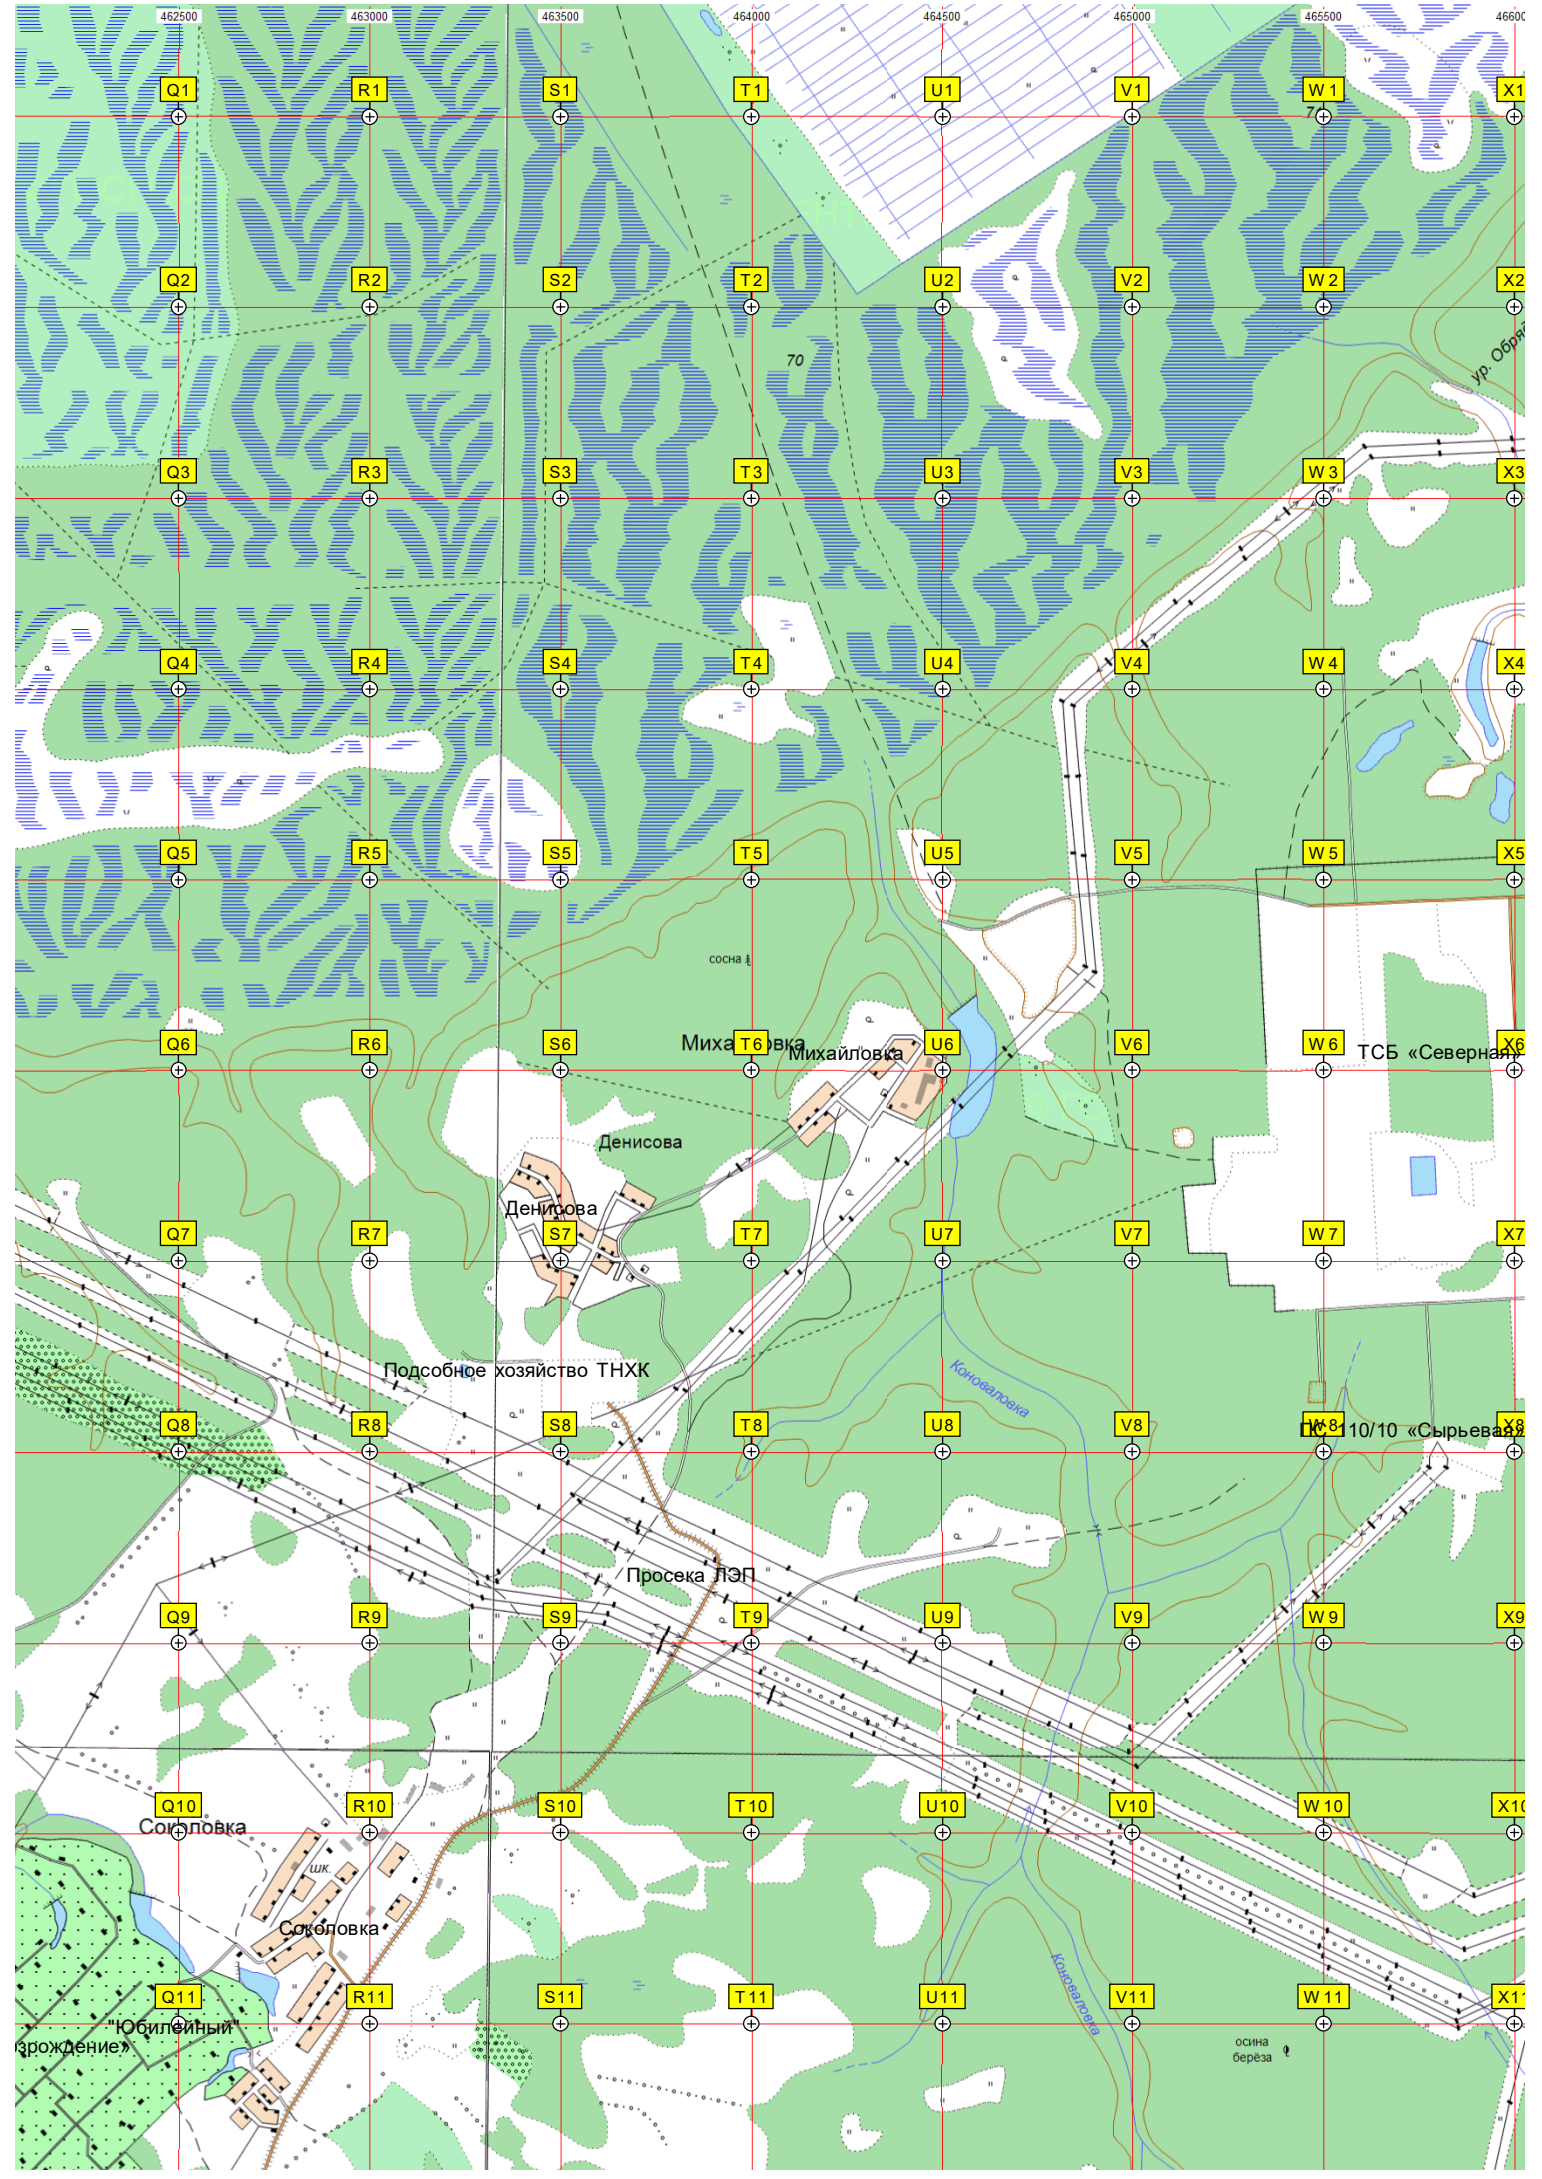 462500 463000 463500 464000 464500 465000 465500
Q1 R1 S1 T1 U1 V1 W1 X1
Q2 R2 S2 T2 U2 V2 W2 X2
70
ур.
Q3 R3 S3 T3 U3 V3 W3 X3
Q4 R4 S4 T4 U4 V4 W4 X4
Q5 R5 S5 T5 U5 V5 W5 X5
сосна
Q6 R6 S6 T6 U6 V6 W6 X6
Михайловка
ТСБ «Северная»
Денисова
Денисова
Q7 R7 S7 T7 U7 V7 W7 X7
Подсобное хозяйство ТНХК
Коноваловка
Q8 R8 S8 T8 U8 V8 W8 X8
ПС 110/10 «Сырьевая»
Просека ЛЭП
Q9 R9 S9 T9 U9 V9 W9 X9
Q10 R10 S10 T10 U10 V10 W10 X10
Соколовка
шк.
Соколовка
Коноваловка
Q11 R11 S11 T11 U11 V11 W11 X11
"Юбилейный"
озрождение»
осина
берёза